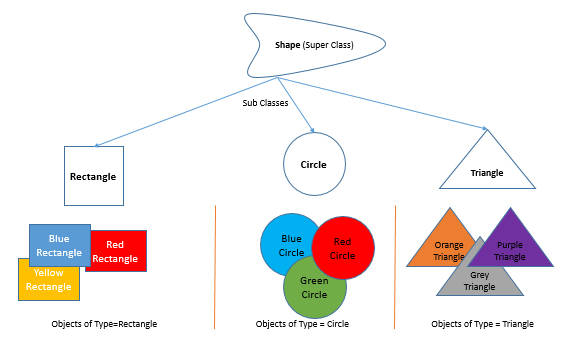 Shape (Super Class)
Sub Classes
Rectangle
Circle
Triangle
Blue
Rectangle
Red
Rectangle
Yellow
Rectangle
Blue
Circle
Red
Circle
Green
Circle
Orange
Triangle
Purple
Triangle
Grey
Triangle
Objects of Type=Rectangle
Objects of Type = Circle
Objects of Type = Triangle